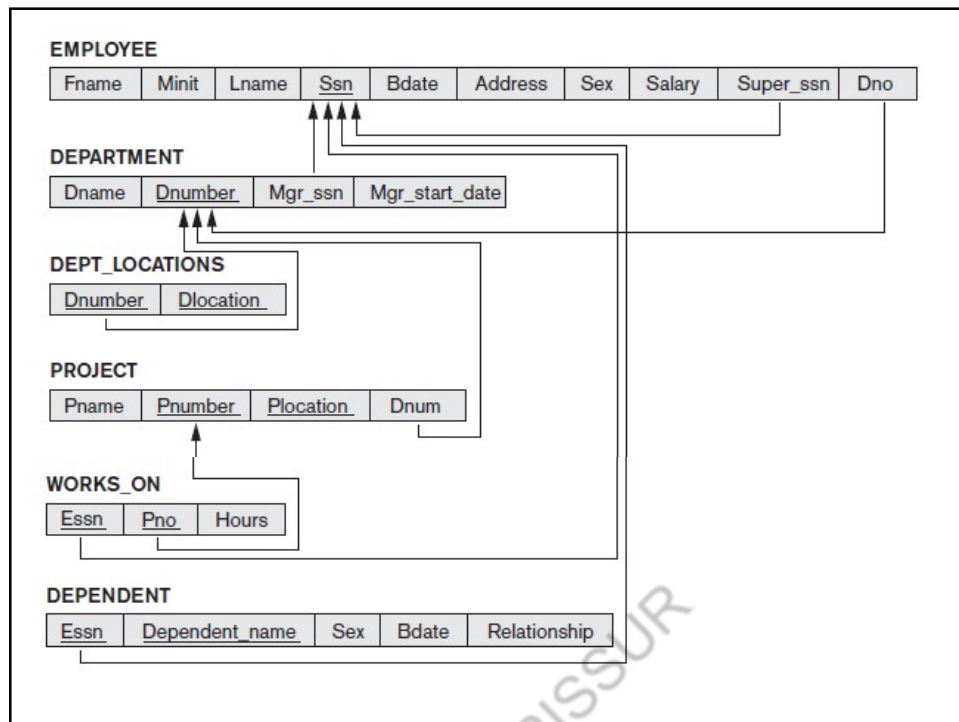 EMPLOYEE
Fname Minit Lname Ssn Bdate Address Sex Salary Super_ssn Dno
DEPARTMENT
Dname Dnumber Mgr_ssn Mgr_start_date
DEPT_LOCATIONS
Dnumber Dlocation
PROJECT
Pname Pnumber Plocation Dnum
WORKS_ON
Essn Pno Hours
DEPENDENT
Essn Dependent_name Sex Bdate Relationship